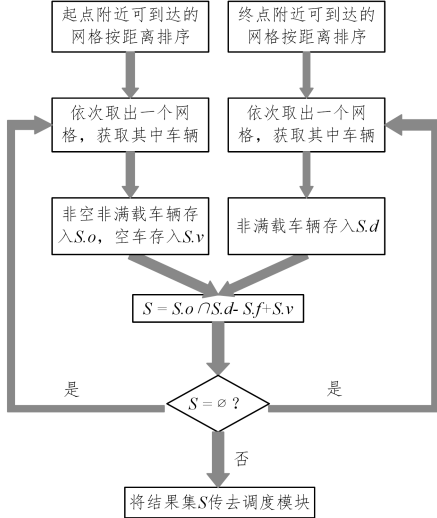 起点附近可到达的
网格按距离排序
终点附近可到达的
网格按距离排序
依次取出一个网
格，获取其中车辆
依次取出一个网
格，获取其中车辆
非空非满载车辆存
入S.o，空车存入S.v
非满载车辆存入S.d
S = S.o∩S.d- S.f+S.v
是
是
S = ∅ ?
否
将结果集S传去调度模块